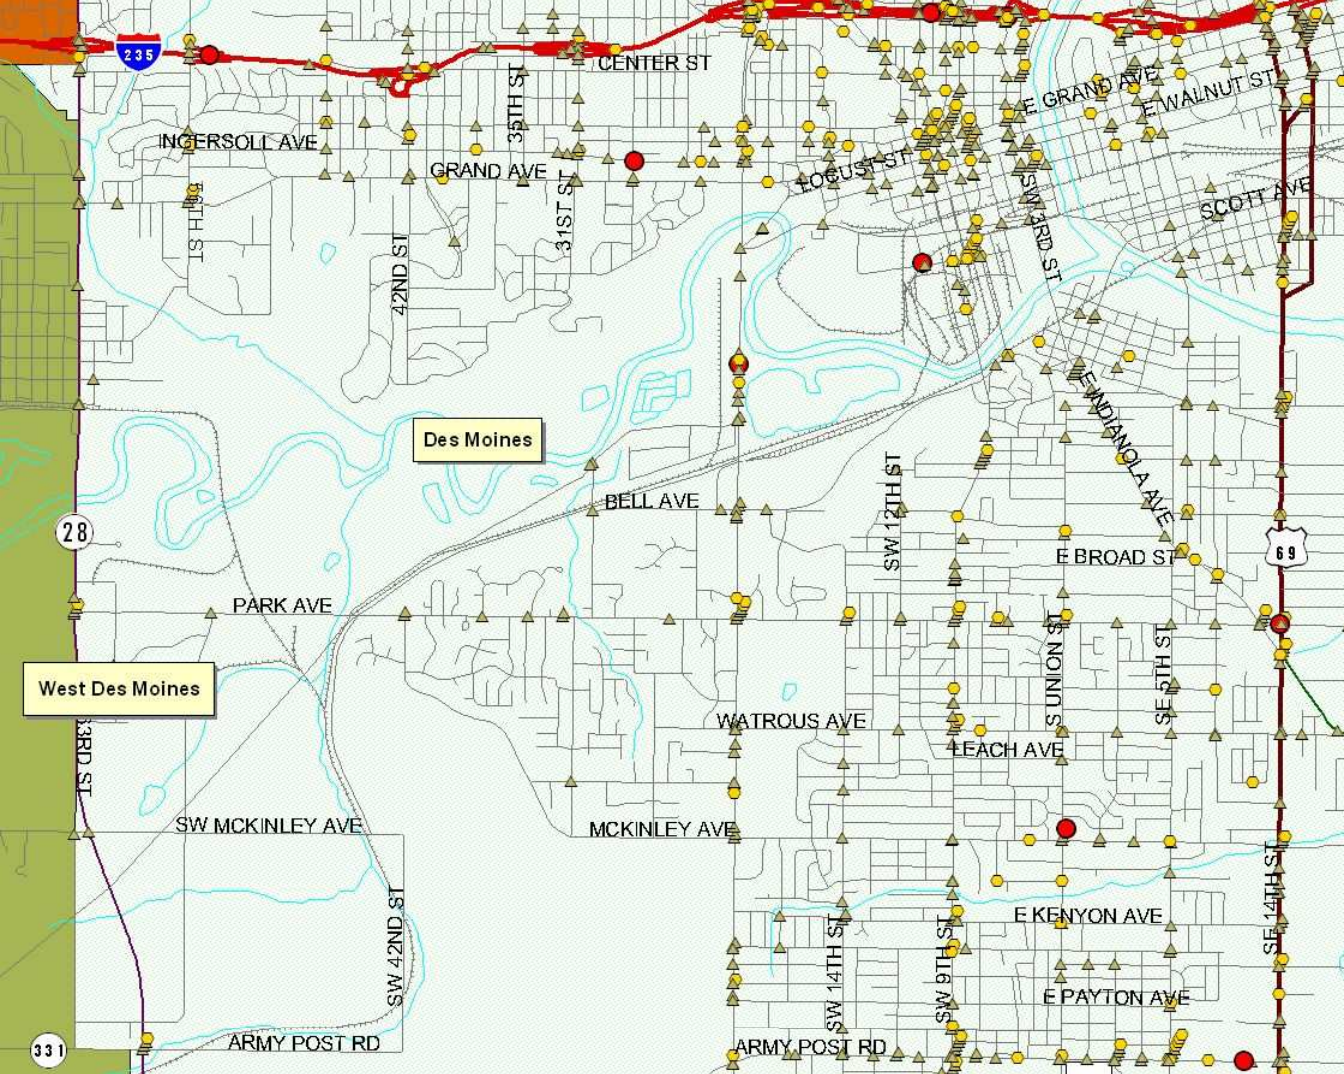 235
CENTER ST
E GRAND AVE
E WALNUT ST
35TH ST
INGERSOLL AVE
GRAND AVE
LOCUST ST
SCOTT AVE
56TH ST
31ST ST
SW 3RD ST
42ND ST
Des Moines
E INDIANOLA AVE
BELL AVE
SW 12TH ST
28
E BROAD ST
69
PARK AVE
S UNION ST
SE 5TH ST
West Des Moines
63RD ST
WATROUS AVE
LEACH AVE
SW MCKINLEY AVE
MCKINLEY AVE
SE 14TH ST
SW 42ND ST
E KENYON AVE
SW 14TH ST
SW 9TH ST
E PAYTON AVE
331
ARMY POST RD
ARMY POST RD